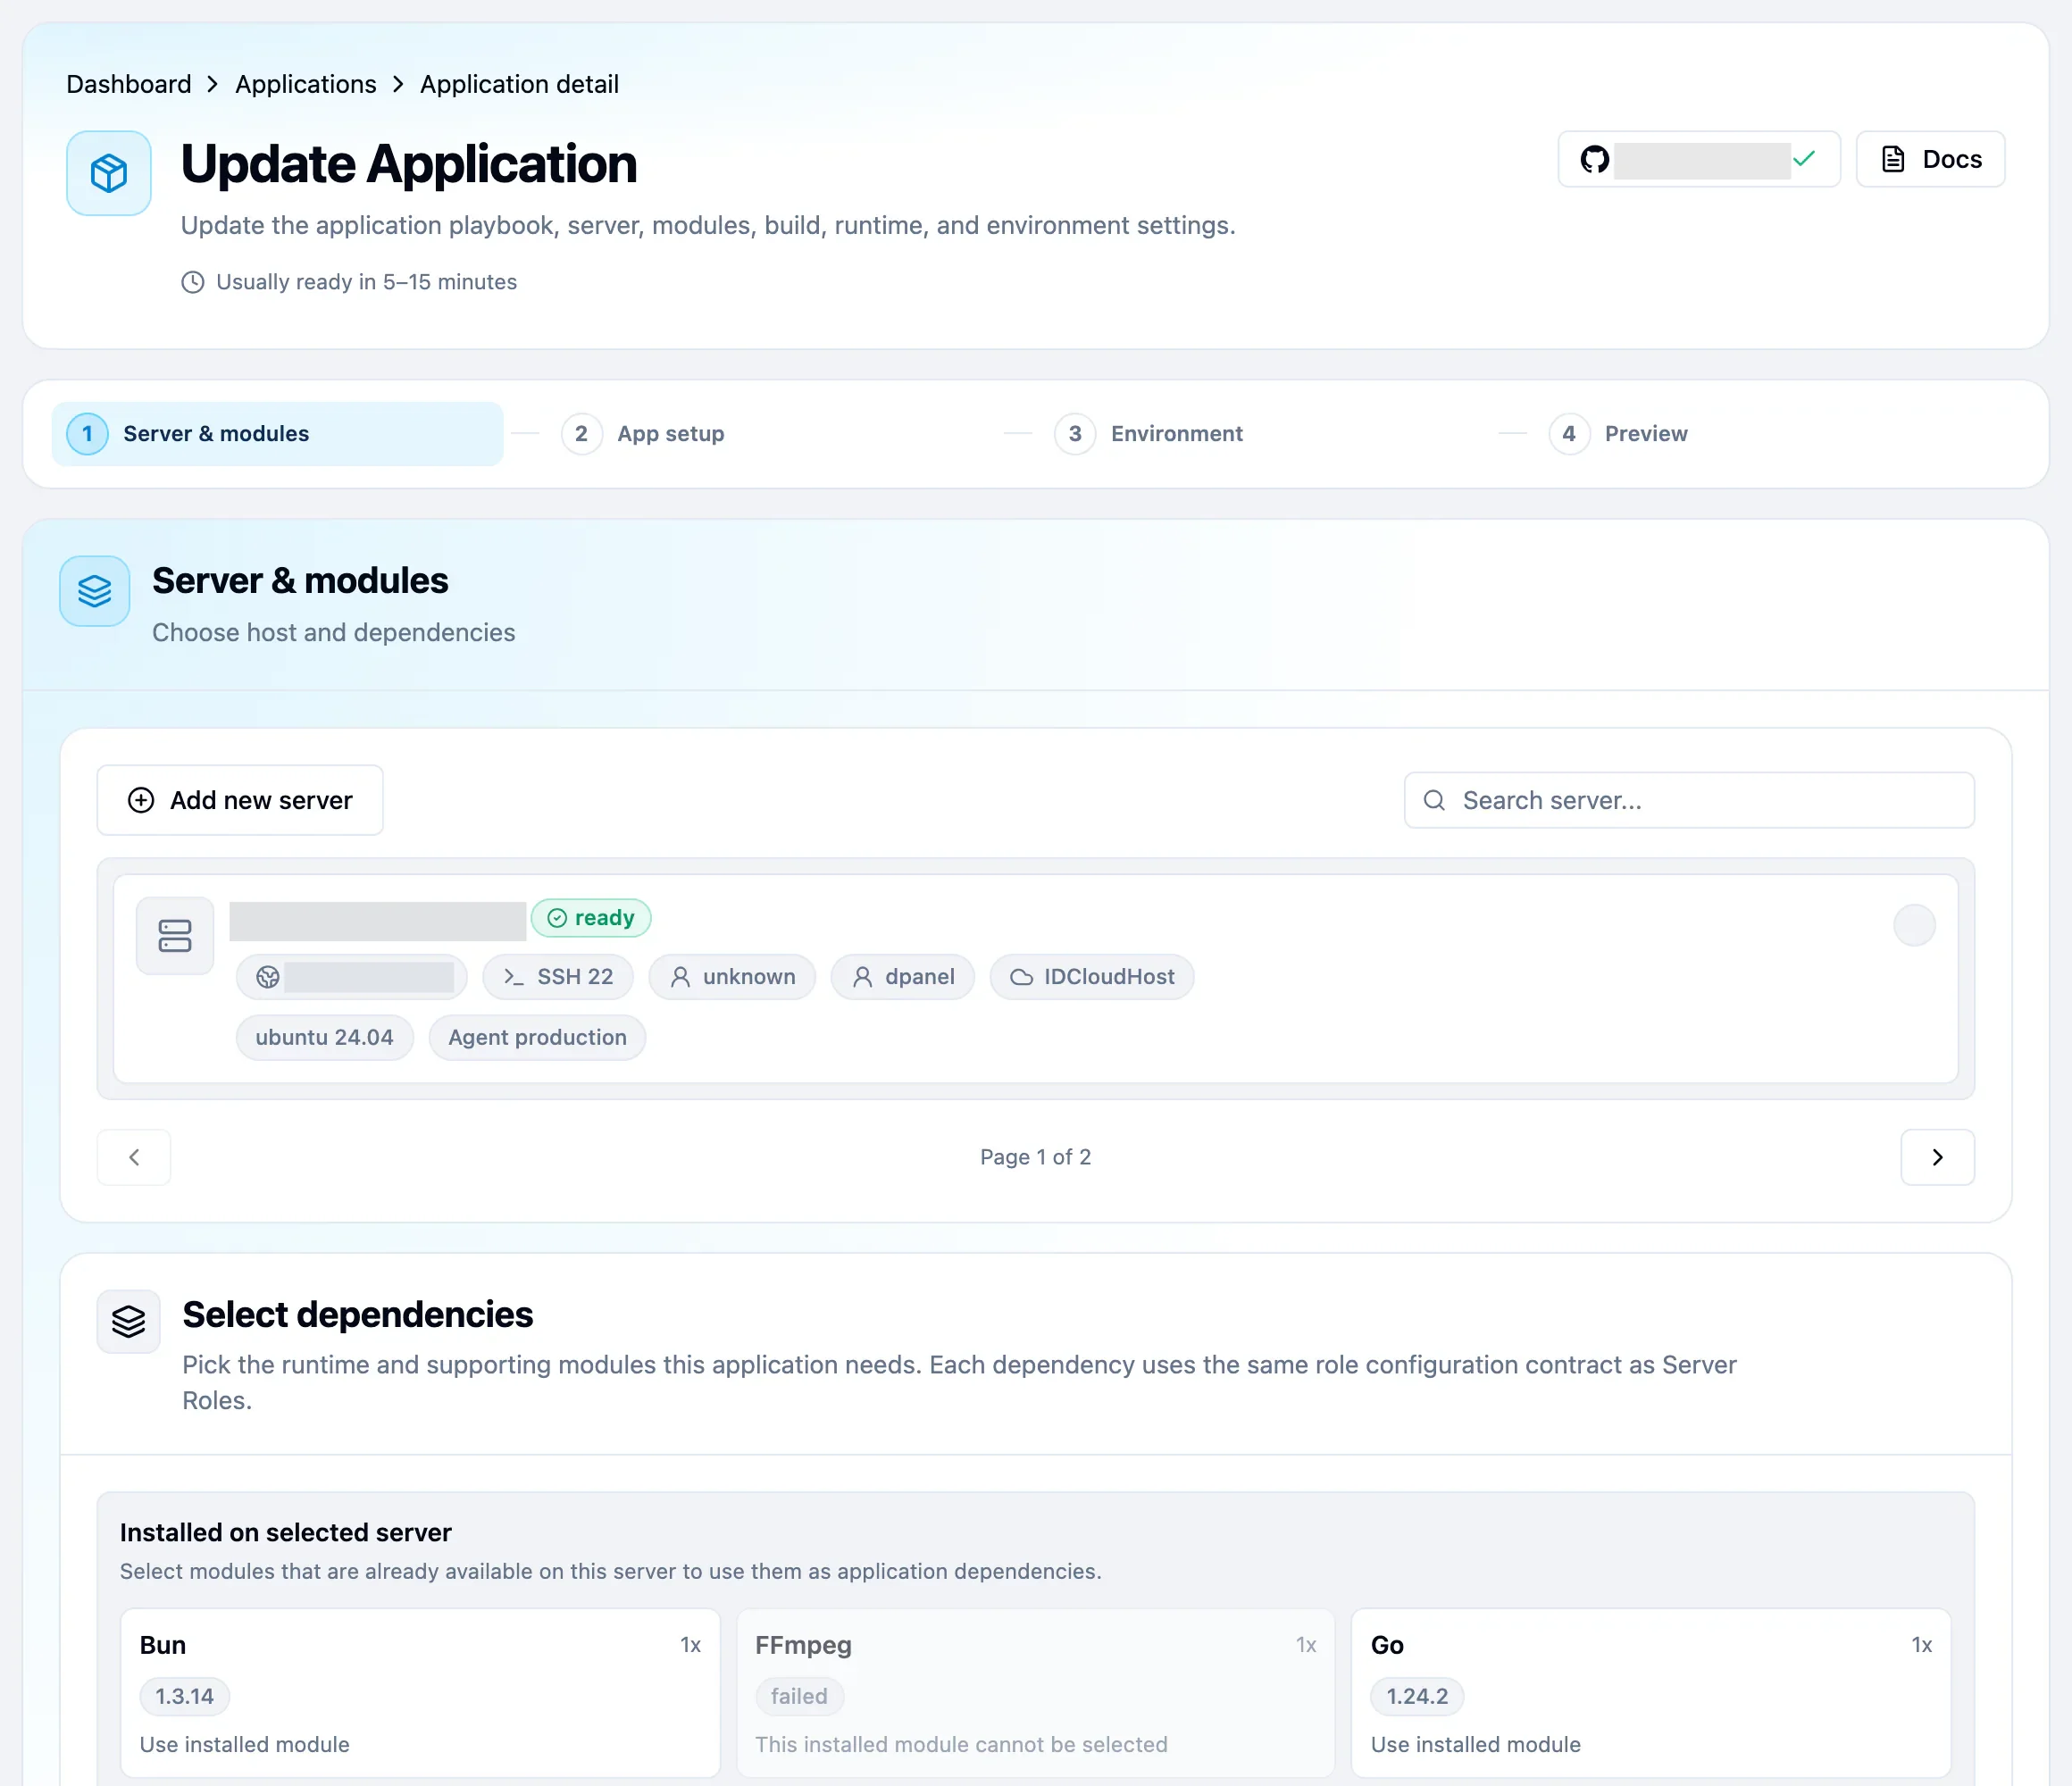 Dashboard > Applications > Application detail
Update Application
Docs
Update the application playbook, server, modules, build, runtime, and environment settings.
Usually ready in 5–15 minutes
1 Server & modules
2 App setup
3 Environment
4 Preview
Server & modules
Choose host and dependencies
Add new server
Search server...
ready
SSH 22
unknown
dpanel
IDCloudHost
ubuntu 24.04
Agent production
Page 1 of 2
Select dependencies
Pick the runtime and supporting modules this application needs. Each dependency uses the same role configuration contract as Server
Roles.
Installed on selected server
Select modules that are already available on this server to use them as application dependencies.
Bun 1x
1.3.14
Use installed module
FFmpeg 1x
failed
This installed module cannot be selected
Go 1x
1.24.2
Use installed module